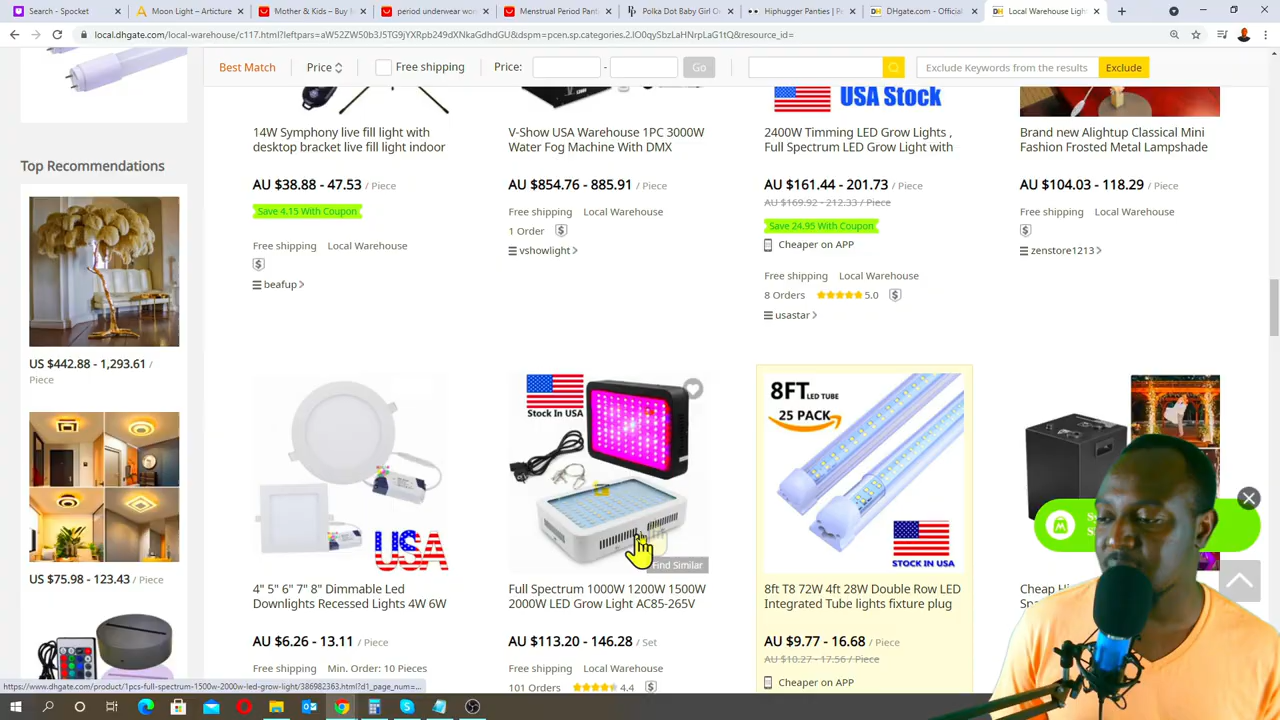 Search - Spocket
Moon Light – Articture
Mother & Kids – Buy
period underwear wo
Menstrual Period Pant
Polka Dot Baby Girl O
Hiphugger Panties | P
DHgate.com - Official
Local Warehouse Ligh
local.dhgate.com/local-warehouse/c117.html?leftpars=aW52ZW50b3J5TG9jYXRpb249dXNkaGdhdGU&dspm=pcen.sp.categories.2.lO0qySbzLaHNrpLaG1tQ&resource_id=
Best Match
Price
Free shipping
Price:
-
Go
Exclude Keywords from the results
Exclude
USA Stock
14W Symphony live fill light with
desktop bracket live fill light indoor
AU $38.88 - 47.53 / Piece
Save 4.15 With Coupon
Free shipping Local Warehouse
beafup
V-Show USA Warehouse 1PC 3000W
Water Fog Machine With DMX
AU $854.76 - 885.91 / Piece
Free shipping Local Warehouse
1 Order
vshowlight
2400W Timming LED Grow Lights ,
Full Spectrum LED Grow Light with
AU $161.44 - 201.73 / Piece
AU $169.92 - 212.33 / Piece
Save 24.95 With Coupon
Cheaper on APP
Free shipping Local Warehouse
8 Orders 5.0
usastar
Brand new Alightup Classical Mini
Fashion Frosted Metal Lampshade
AU $104.03 - 118.29 / Piece
Free shipping Local Warehouse
zenstore1213
Top Recommendations
US $442.88 - 1,293.61 /
Piece
US $75.98 - 123.43 / Piece
USA
4" 5" 6" 7" 8" Dimmable Led
Downlights Recessed Lights 4W 6W
AU $6.26 - 13.11 / Piece
Free shipping Min. Order: 10 Pieces
STOCK IN USA
Find Similar
Full Spectrum 1000W 1200W 1500W
2000W LED Grow Light AC85-265V
AU $113.20 - 146.28 / Set
Free shipping Local Warehouse
101 Orders 4.4
8FT LED TUBE
25 PACK
STOCK IN USA
8ft T8 72W 4ft 28W Double Row LED
Integrated Tube lights fixture plug
AU $9.77 - 16.68 / Piece
AU $10.27 - 17.56 / Piece
Cheaper on APP
https://www.dhgate.com/product/1pcs-full-spectrum-1500w-2000w-led-grow-light/386982363.html?d1_page_num=...